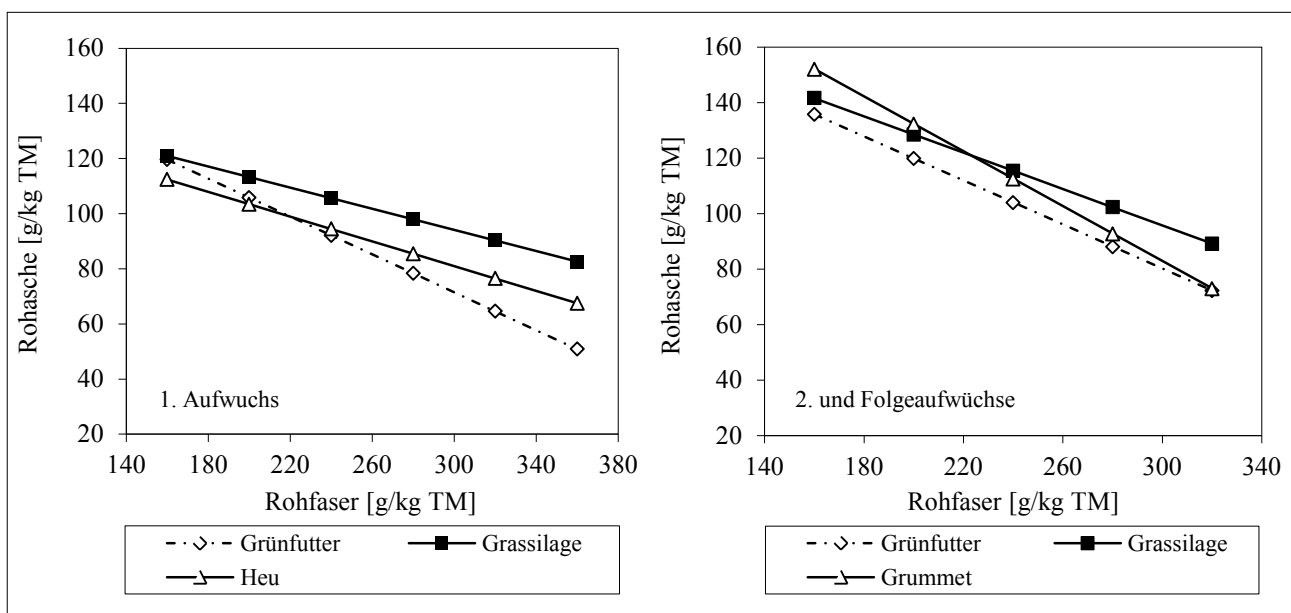 160
140
120
100
80
60
40
20
Rohasche [g/kg TM]
1. Aufwuchs
140 180 220 260 300 340 380
Rohfaser [g/kg TM]
Grünfutter Grassilage
Heu
160
140
120
100
80
60
40
20
Rohasche [g/kg TM]
2. und Folgeaufwüchse
140 180 220 260 300 340
Rohfaser [g/kg TM]
Grünfutter Grassilage
Grummet